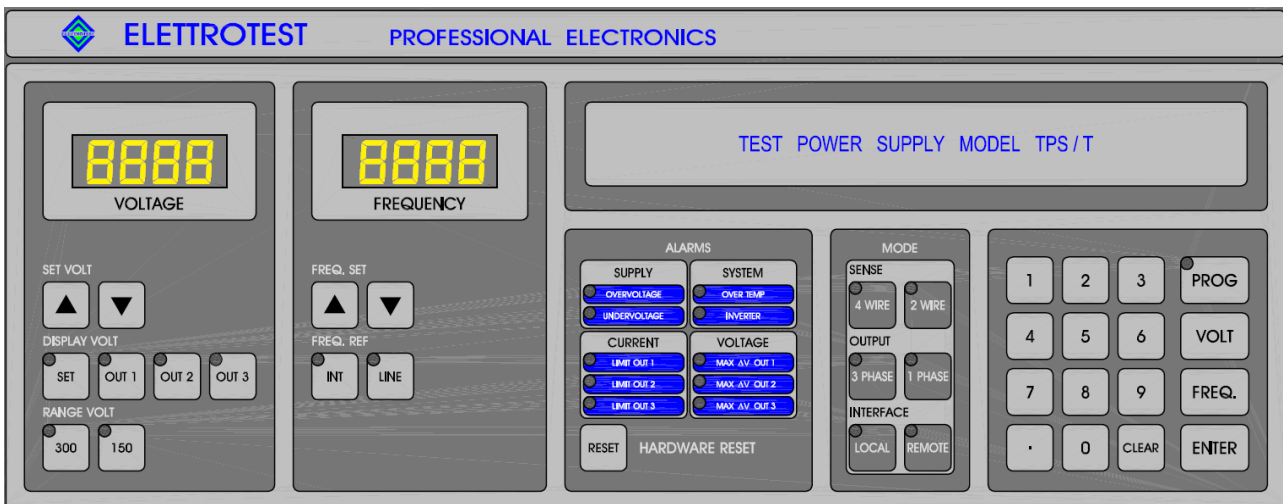 ELETTROTEST PROFESSIONAL ELECTRONICS
8888
VOLTAGE
SET VOLT
DISPLAY VOLT
SET OUT 1 OUT 2 OUT 3
RANGE VOLT
300 150
8888
FREQUENCY
FREQ. SET
FREQ. REF
INT LINE
TEST POWER SUPPLY MODEL TPS / T
ALARMS
SUPPLY SYSTEM
OVERVOLTAGE OVER TEMP
UNDERVOLTAGE INVERTER
CURRENT VOLTAGE
LIMIT OUT 1 MAX ΔV OUT 1
LIMIT OUT 2 MAX ΔV OUT 2
LIMIT OUT 3 MAX ΔV OUT 3
RESET HARDWARE RESET
MODE
SENSE
4 WIRE 2 WIRE
OUTPUT
3 PHASE 1 PHASE
INTERFACE
LOCAL REMOTE
1 2 3 PROG
4 5 6 VOLT
7 8 9 FREQ.
. 0 CLEAR ENTER